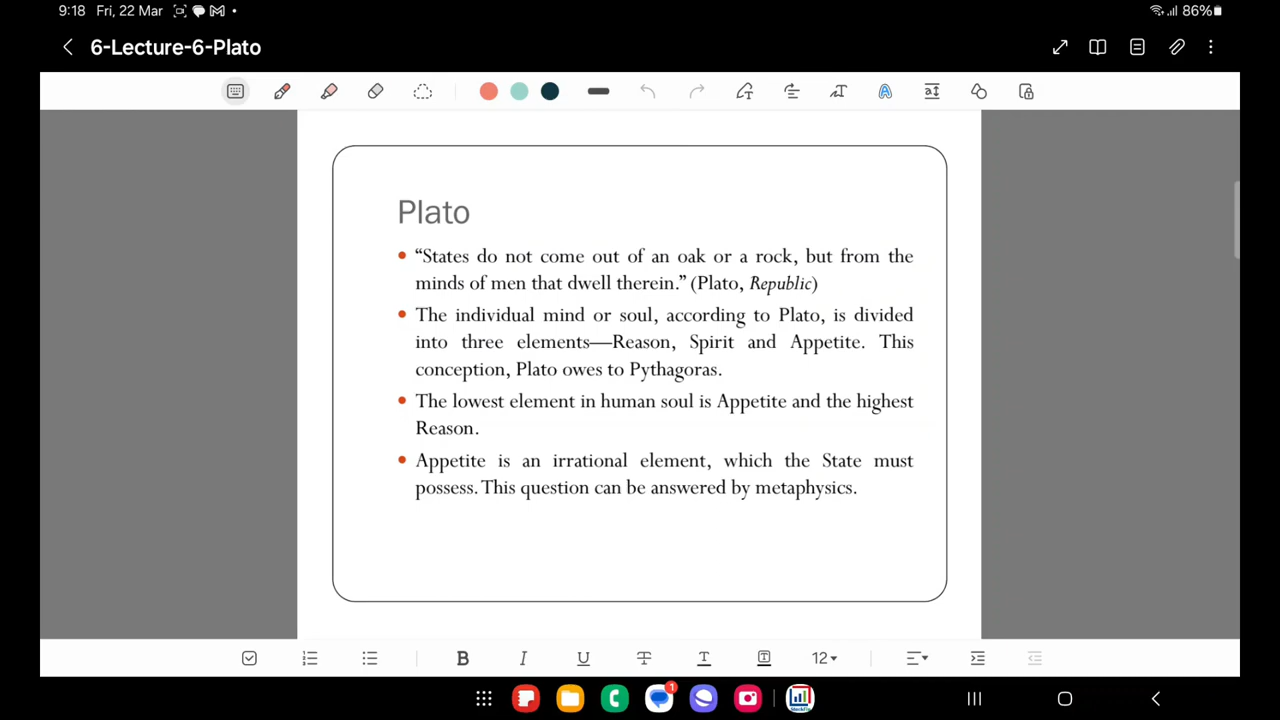 9:18 Fri, 22 Mar
86%
6-Lecture-6-Plato
Plato
• “States do not come out of an oak or a rock, but from the
minds of men that dwell therein.” (Plato, Republic)
• The individual mind or soul, according to Plato, is divided
into three elements—Reason, Spirit and Appetite. This
conception, Plato owes to Pythagoras.
• The lowest element in human soul is Appetite and the highest
Reason.
• Appetite is an irrational element, which the State must
possess. This question can be answered by metaphysics.
B I U T T T 12
1